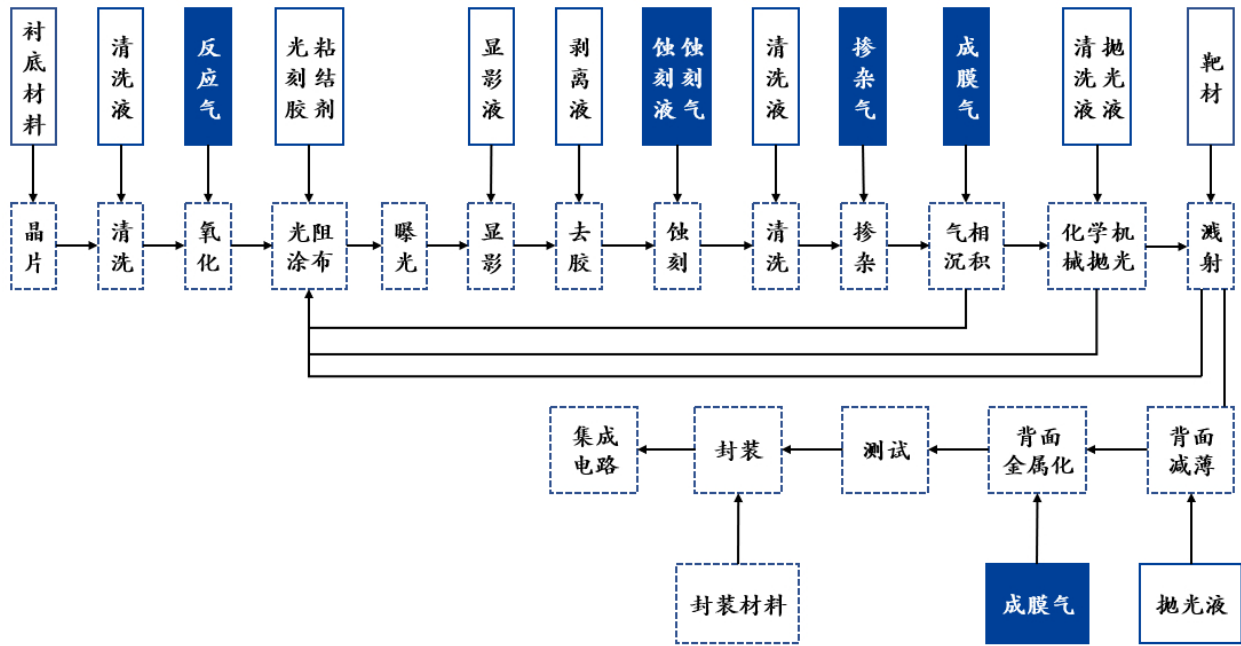 衬底材料
清洗液
反应气
光刻胶
粘结剂
显影液
剥离液
蚀刻液
蚀刻气
清洗液
掺杂气
成膜气
清洗液
抛光液
靶材
晶片
清洗
氧化
光阻
涂布
曝光
显影
去胶
蚀刻
清洗
掺杂
气相
沉积
化学机
械抛光
溅射
集成
电路
封装
测试
背面
金属化
背面
减薄
封装材料
成膜气
抛光液